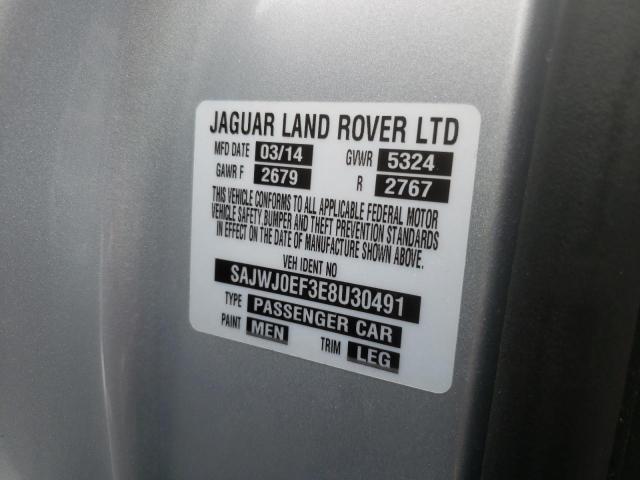 JAGUAR LAND ROVER LTD
MFD DATE 03/14 GVWR 5324
GAWR F 2679 R 2767
THIS VEHICLE CONFORMS TO ALL APPLICABLE FEDERAL MOTOR
VEHICLE SAFETY, BUMPER AND THEFT PREVENTION STANDARDS
IN EFFECT ON THE DATE OF MANUFACTURE SHOWN ABOVE.
VEH IDENT NO
SAJWJ0EF3E8U30491
TYPE PASSENGER CAR
PAINT MEN TRIM LEG